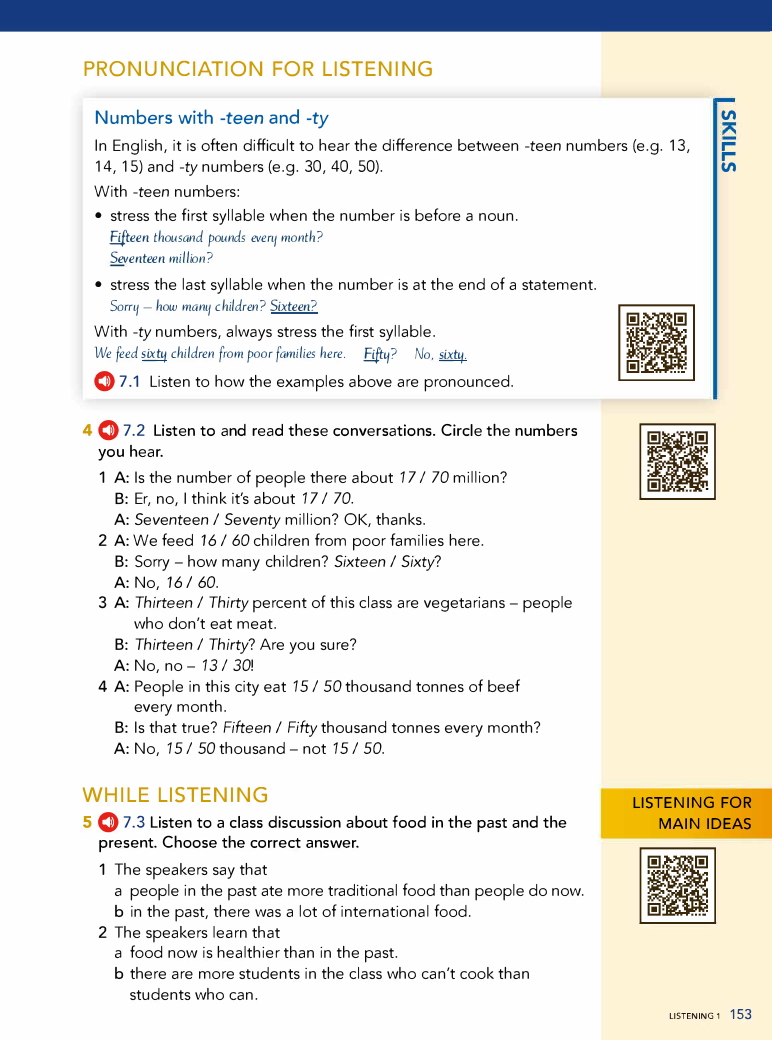 PRONUNCIATION FOR LISTENING
Numbers with -teen and -ty
In English, it is often difficult to hear the difference between -teen numbers (e.g. 13,
14, 15) and -ty numbers (e.g. 30, 40, 50).
With -teen numbers:
• stress the first syllable when the number is before a noun.
Fifteen thousand pounds every month?
Seventeen million?
• stress the last syllable when the number is at the end of a statement.
Sorry – how many children? Sixteen?
With -ty numbers, always stress the first syllable.
We feed sixty children from poor families here. Fifty? No, sixty.
7.1 Listen to how the examples above are pronounced.
SKILLS
4 7.2 Listen to and read these conversations. Circle the numbers
you hear.
1 A: Is the number of people there about 17 / 70 million?
B: Er, no, I think it's about 17 / 70.
A: Seventeen / Seventy million? OK, thanks.
2 A: We feed 16 / 60 children from poor families here.
B: Sorry – how many children? Sixteen / Sixty?
A: No, 16 / 60.
3 A: Thirteen / Thirty percent of this class are vegetarians – people
who don't eat meat.
B: Thirteen / Thirty? Are you sure?
A: No, no – 13 / 30!
4 A: People in this city eat 15 / 50 thousand tonnes of beef
every month.
B: Is that true? Fifteen / Fifty thousand tonnes every month?
A: No, 15 / 50 thousand – not 15 / 50.
WHILE LISTENING
5 7.3 Listen to a class discussion about food in the past and the
present. Choose the correct answer.
LISTENING FOR
MAIN IDEAS
1 The speakers say that
a people in the past ate more traditional food than people do now.
b in the past, there was a lot of international food.
2 The speakers learn that
a food now is healthier than in the past.
b there are more students in the class who can't cook than
students who can.
LISTENING 1 153